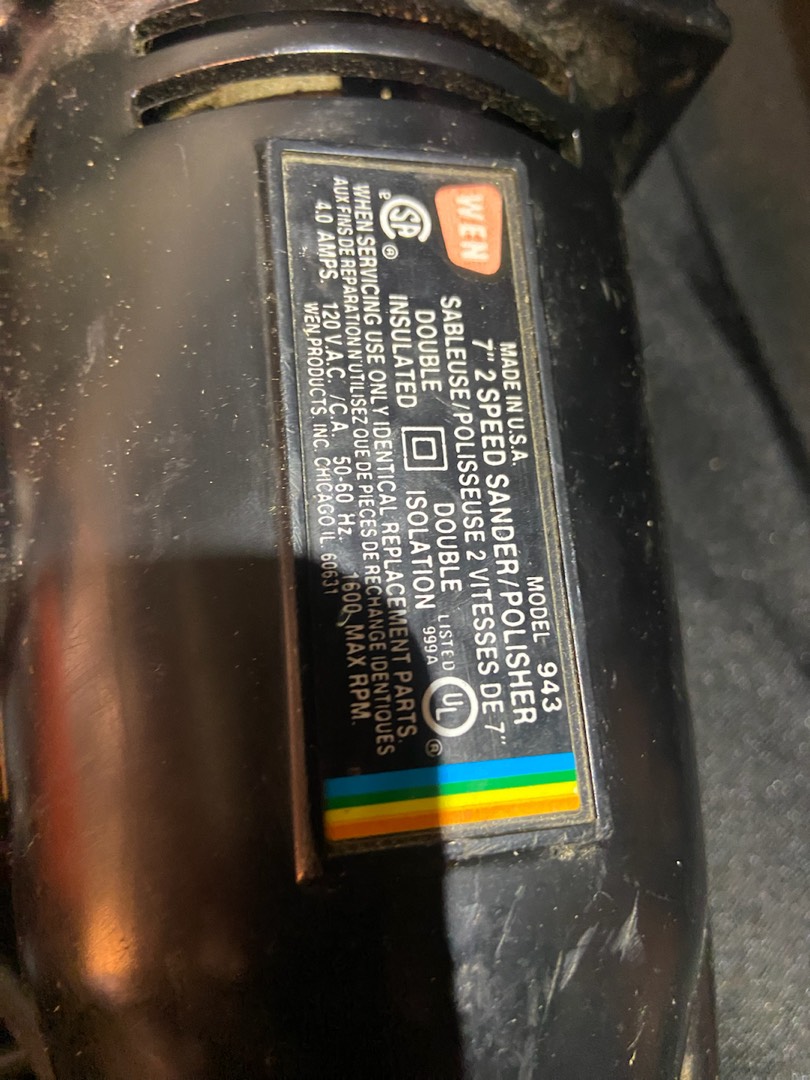 WEN
MADE IN U.S.A. MODEL 943
7" 2 SPEED SANDER/POLISHER
SABLEUSE/POLISSEUSE 2 VITESSES DE 7"
SA ® DOUBLE INSULATED DOUBLE ISOLATION LISTED 999A UL ®
WHEN SERVICING USE ONLY IDENTICAL REPLACEMENT PARTS.
AUX FINS DE REPARATION N'UTILISEZ QUE DE PIECES DE RECHANGE IDENTIQUES
4.0 AMPS. 120 V.A.C. /C.A. 50-60 Hz. 1600 MAX RPM.
WEN PRODUCTS. INC. CHICAGO IL. 60631